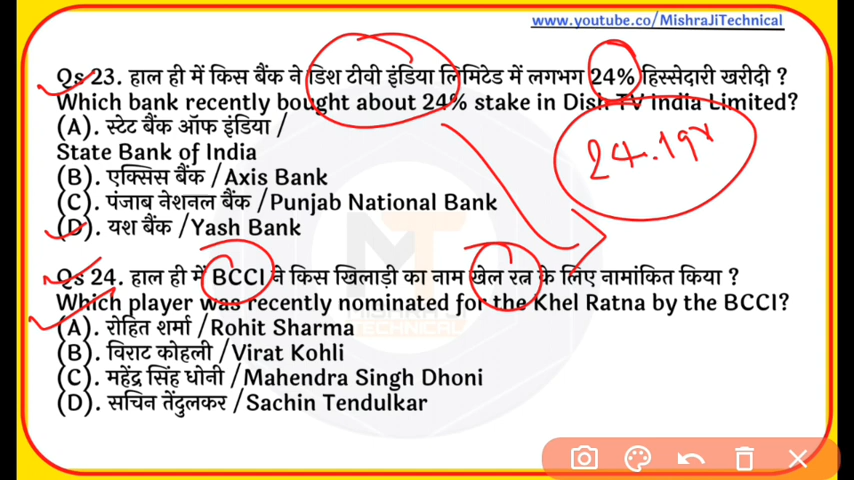 www.youtube.co/MishraJiTechnical
Qs 23. हाल ही में किस बैंक ने डिश टीवी इंडिया लिमिटेड में लगभग 24% हिस्सेदारी खरीदी ?
Which bank recently bought about 24% stake in Dish TV India Limited?
24.19%
(A). स्टेट बैंक ऑफ इंडिया /
State Bank of India
(B). एक्सिस बैंक /Axis Bank
(C). पंजाब नेशनल बैंक /Punjab National Bank
(D). यश बैंक /Yash Bank
Qs 24. हाल ही में BCCI ने किस खिलाड़ी का नाम खेल रत्न के लिए नामांकित किया ?
Which player was recently nominated for the Khel Ratna by the BCCI?
(A). रोहित शर्मा /Rohit Sharma
(B). विराट कोहली /Virat Kohli
(C). महेंद्र सिंह धोनी /Mahendra Singh Dhoni
(D). सचिन तेंदुलकर /Sachin Tendulkar